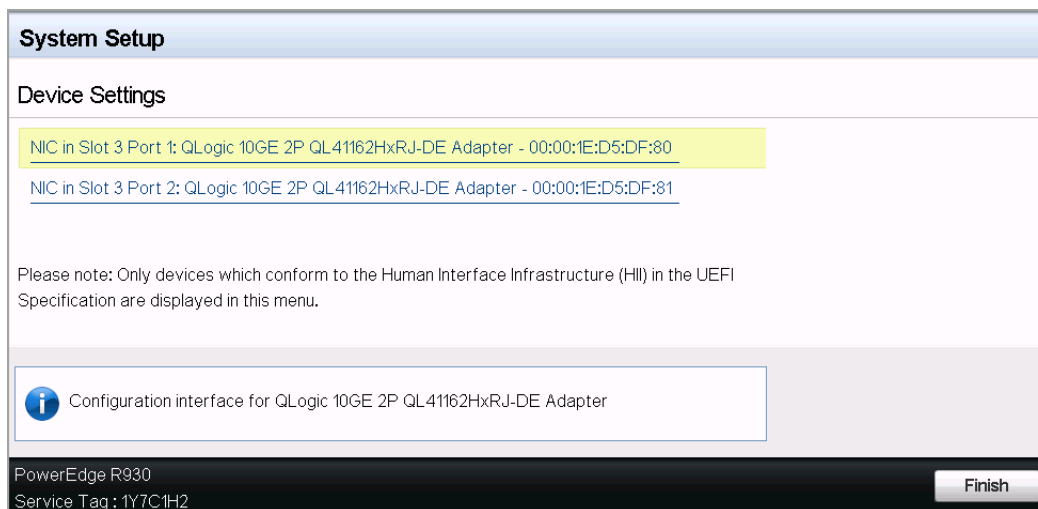 System Setup
Device Settings
NIC in Slot 3 Port 1: QLogic 10GE 2P QL41162HxRJ-DE Adapter - 00:00:1E:D5:DF:80
NIC in Slot 3 Port 2: QLogic 10GE 2P QL41162HxRJ-DE Adapter - 00:00:1E:D5:DF:81
Please note: Only devices which conform to the Human Interface Infrastructure (HII) in the UEFI
Specification are displayed in this menu.
Configuration interface for QLogic 10GE 2P QL41162HxRJ-DE Adapter
PowerEdge R930
Service Tag : 1Y7C1H2
Finish